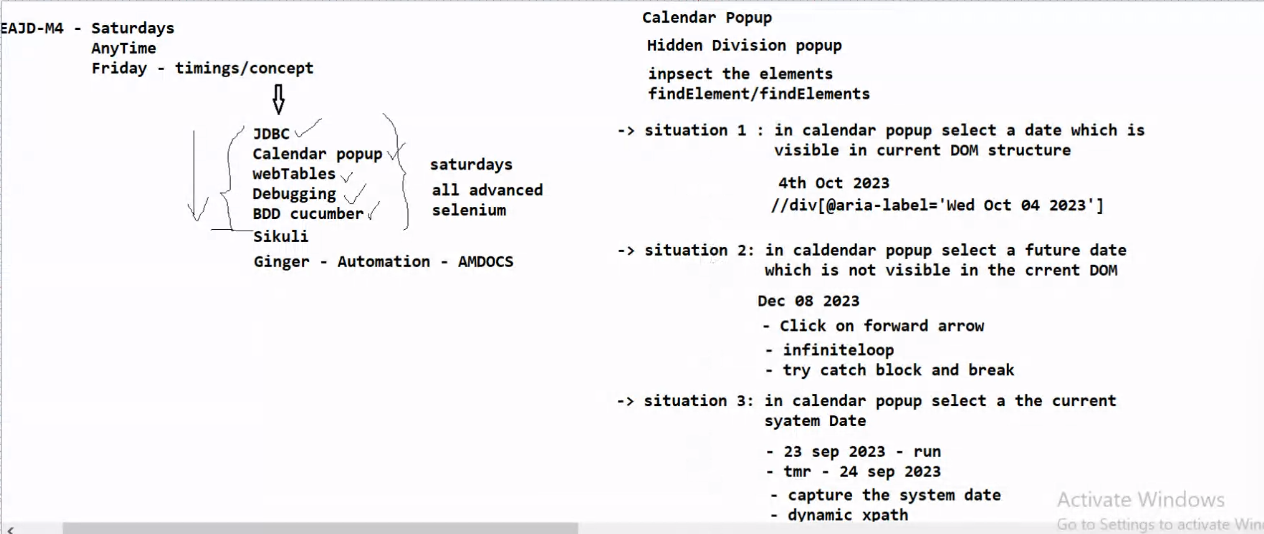 EAJD-M4 - Saturdays
AnyTime
Friday - timings/concept
JDBC
Calendar popup
webTables
Debugging
BDD cucumber
Sikuli
Ginger - Automation - AMDOCS
saturdays
all advanced
selenium
Calendar Popup
Hidden Division popup
inpsect the elements
findElement/findElements
-> situation 1 : in calendar popup select a date which is
visible in current DOM structure
4th Oct 2023
//div[@aria-label='Wed Oct 04 2023']
-> situation 2: in caldendar popup select a future date
which is not visible in the crrent DOM
Dec 08 2023
- Click on forward arrow
- infiniteloop
- try catch block and break
-> situation 3: in calendar popup select a the current
syatem Date
- 23 sep 2023 - run
- tmr - 24 sep 2023
- capture the system date
- dynamic xpath
Activate Windows
Go to Settings to activate Win